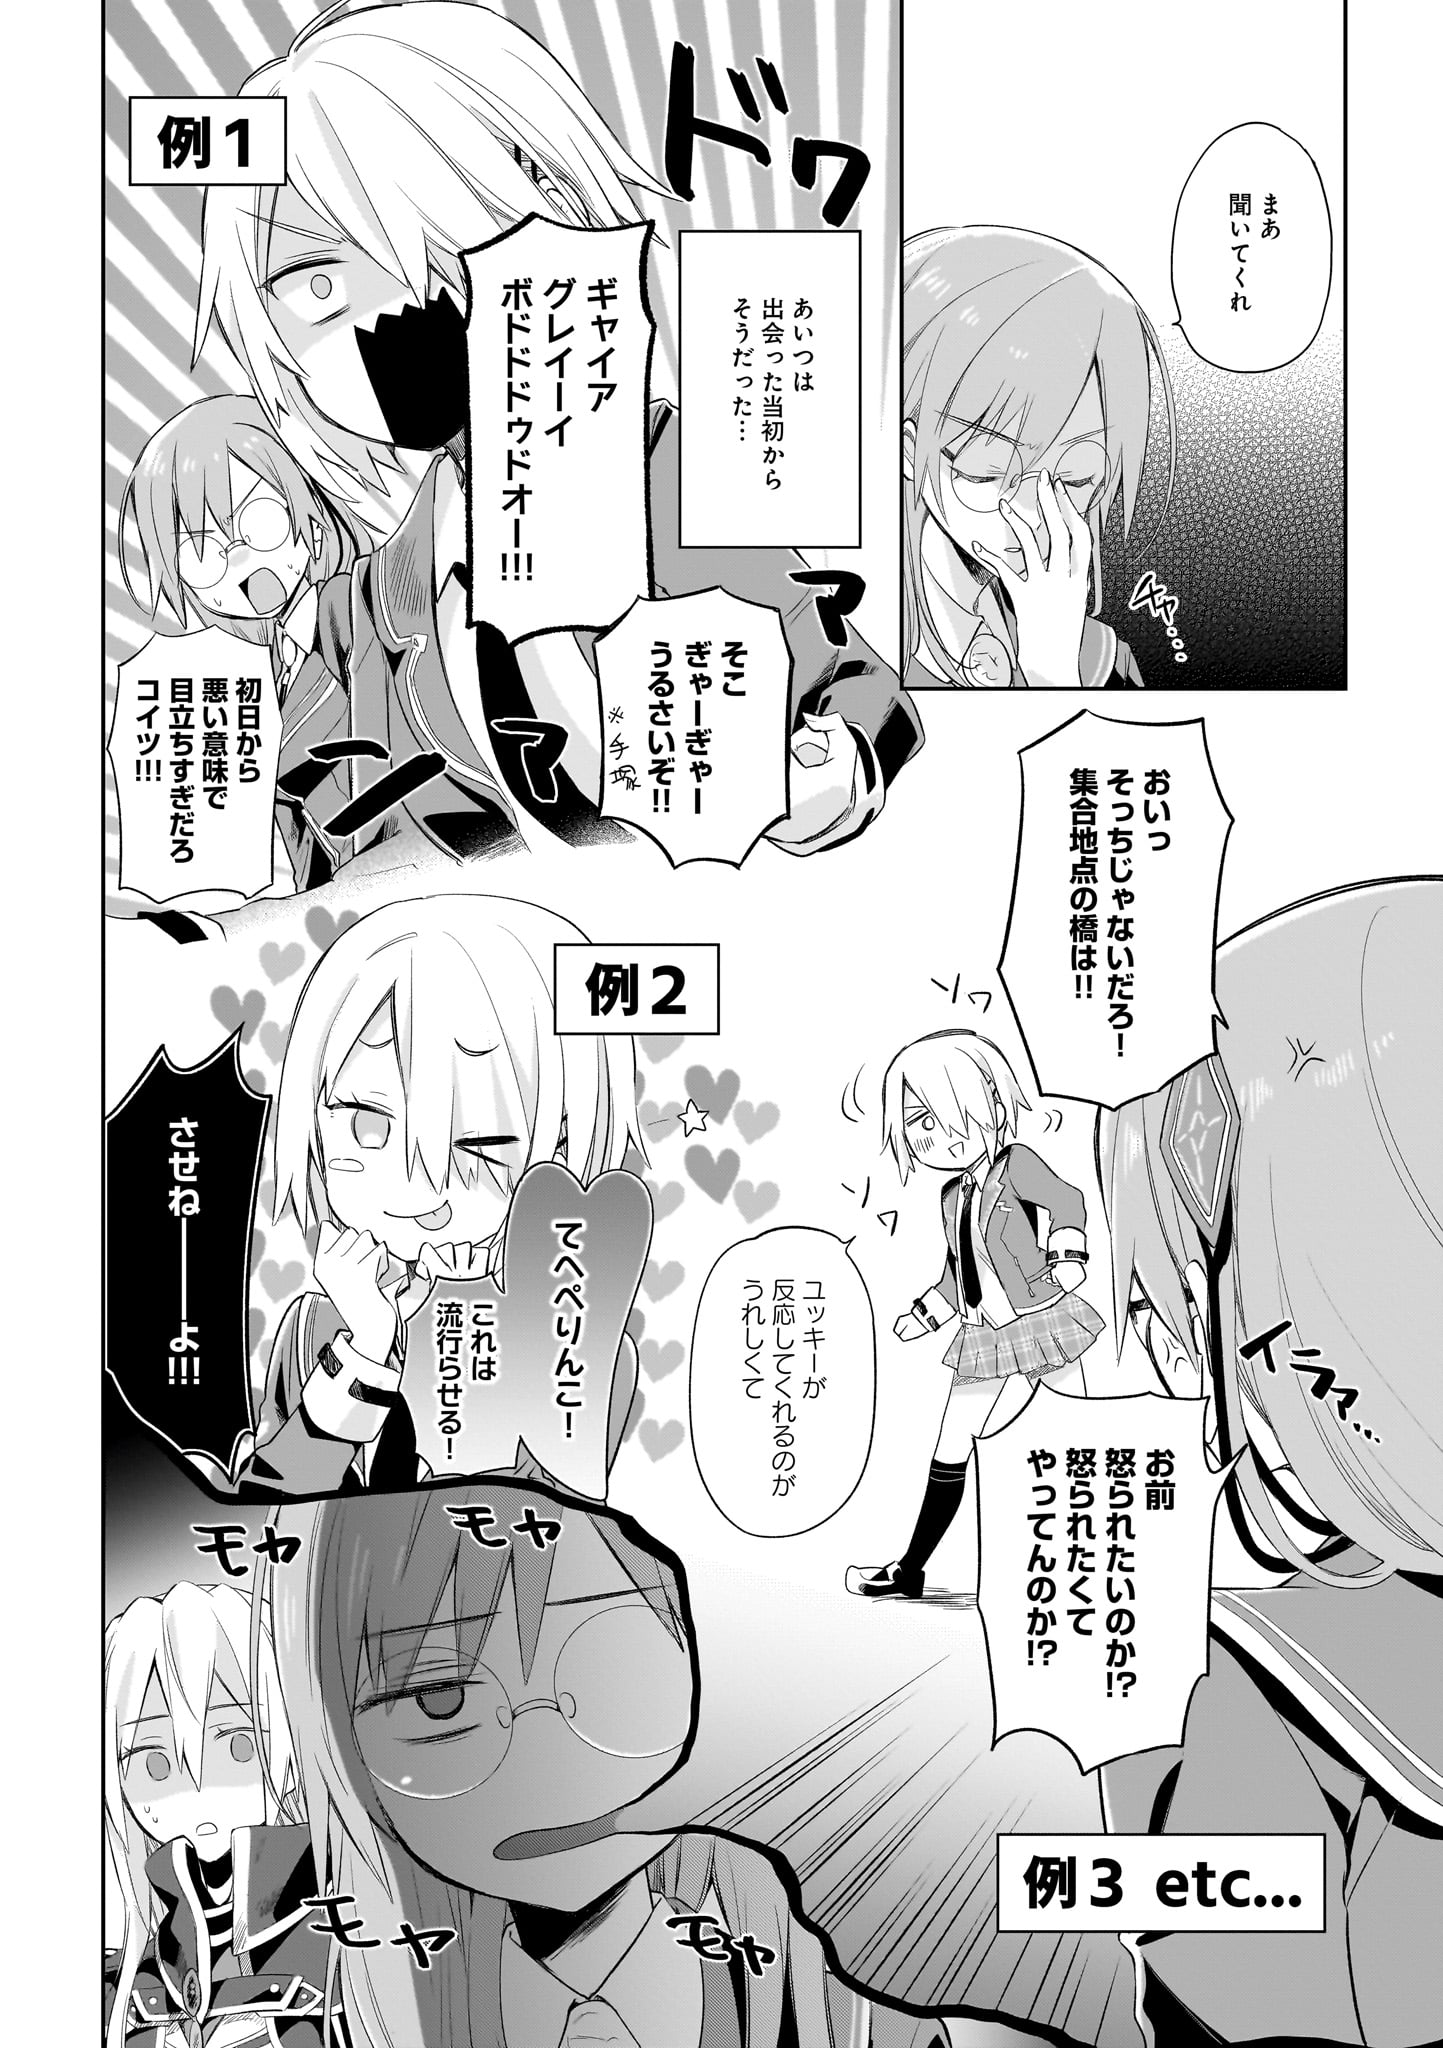 まあ
聞いてくれ
チャ…
あいつは
出会った当初から
そうだった…
ドワ
ハッ
例1
ギャイア
グレイーイ
ボドドドゥドオー!!!
そこ
ぎゃーぎゃー
うるさいぞ!!
※手塚
初日から
悪い意味で
目立ちすぎだろ
コイツ!!!
おいっ
そっちじゃないだろ!
集合地点の橋は!!
ソワ
ソワ
イラァ…
例2
てへぺりんこ!
これは
流行らせる!
させね――よ!!!
お前
怒られたいのか!?
怒られたくて
やってんのか!?
ユッキーが
反応してくれるのが
うれしくて
例3 etc...
モヤ
モヤ
モヤ
モヤ